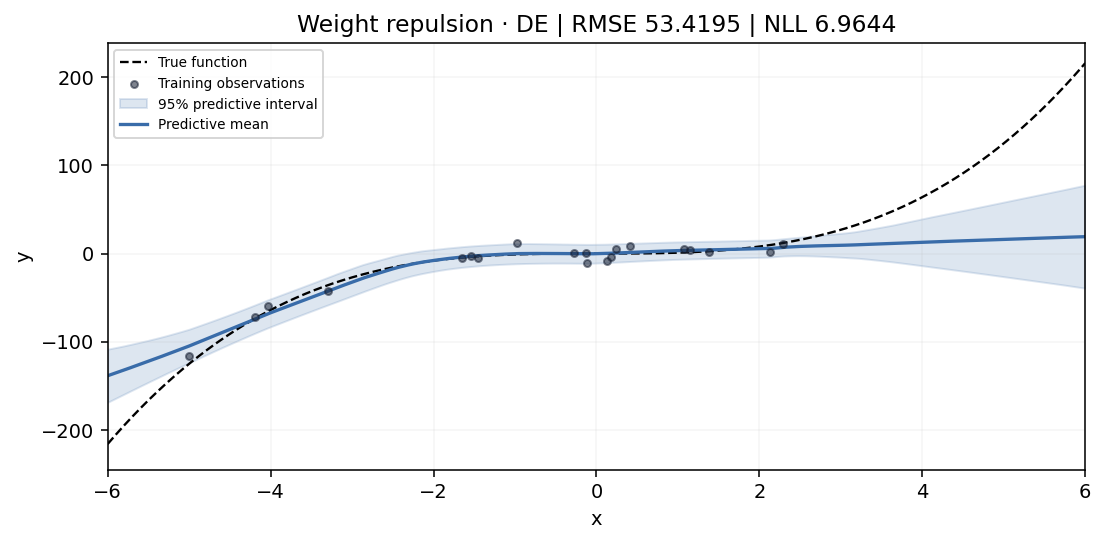 Weight repulsion · DE | RMSE 53.4195 | NLL 6.9644
True function
Training observations
95% predictive interval
Predictive mean
200
100
0
−100
−200
y
−6 −4 −2 0 2 4 6
x